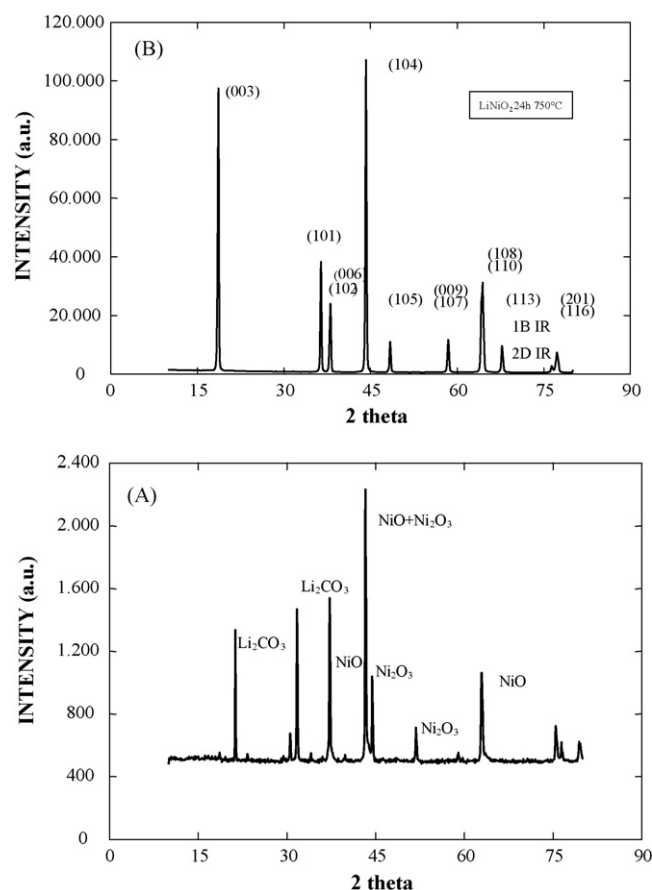 120.000
(B)
(104)
100.000
(003)
LiNiO₂24h 750°C
80.000
60.000
INTENSITY (a.u.)
40.000
(101)
(108)
(110)
(006)
(102)
(009)
(107)
(201)
(116)
(105)
(113)
20.000
1B IR
2D IR
0
0 15 30 45 60 75 90
2 theta
2.400
(A)
2.000
NiO+Ni₂O₃
1.600
Li₂CO₃
INTENSITY (a.u.)
Li₂CO₃
1.200
NiO
Ni₂O₃
NiO
800
Ni₂O₃
400
0
0 15 30 45 60 75 90
2 theta